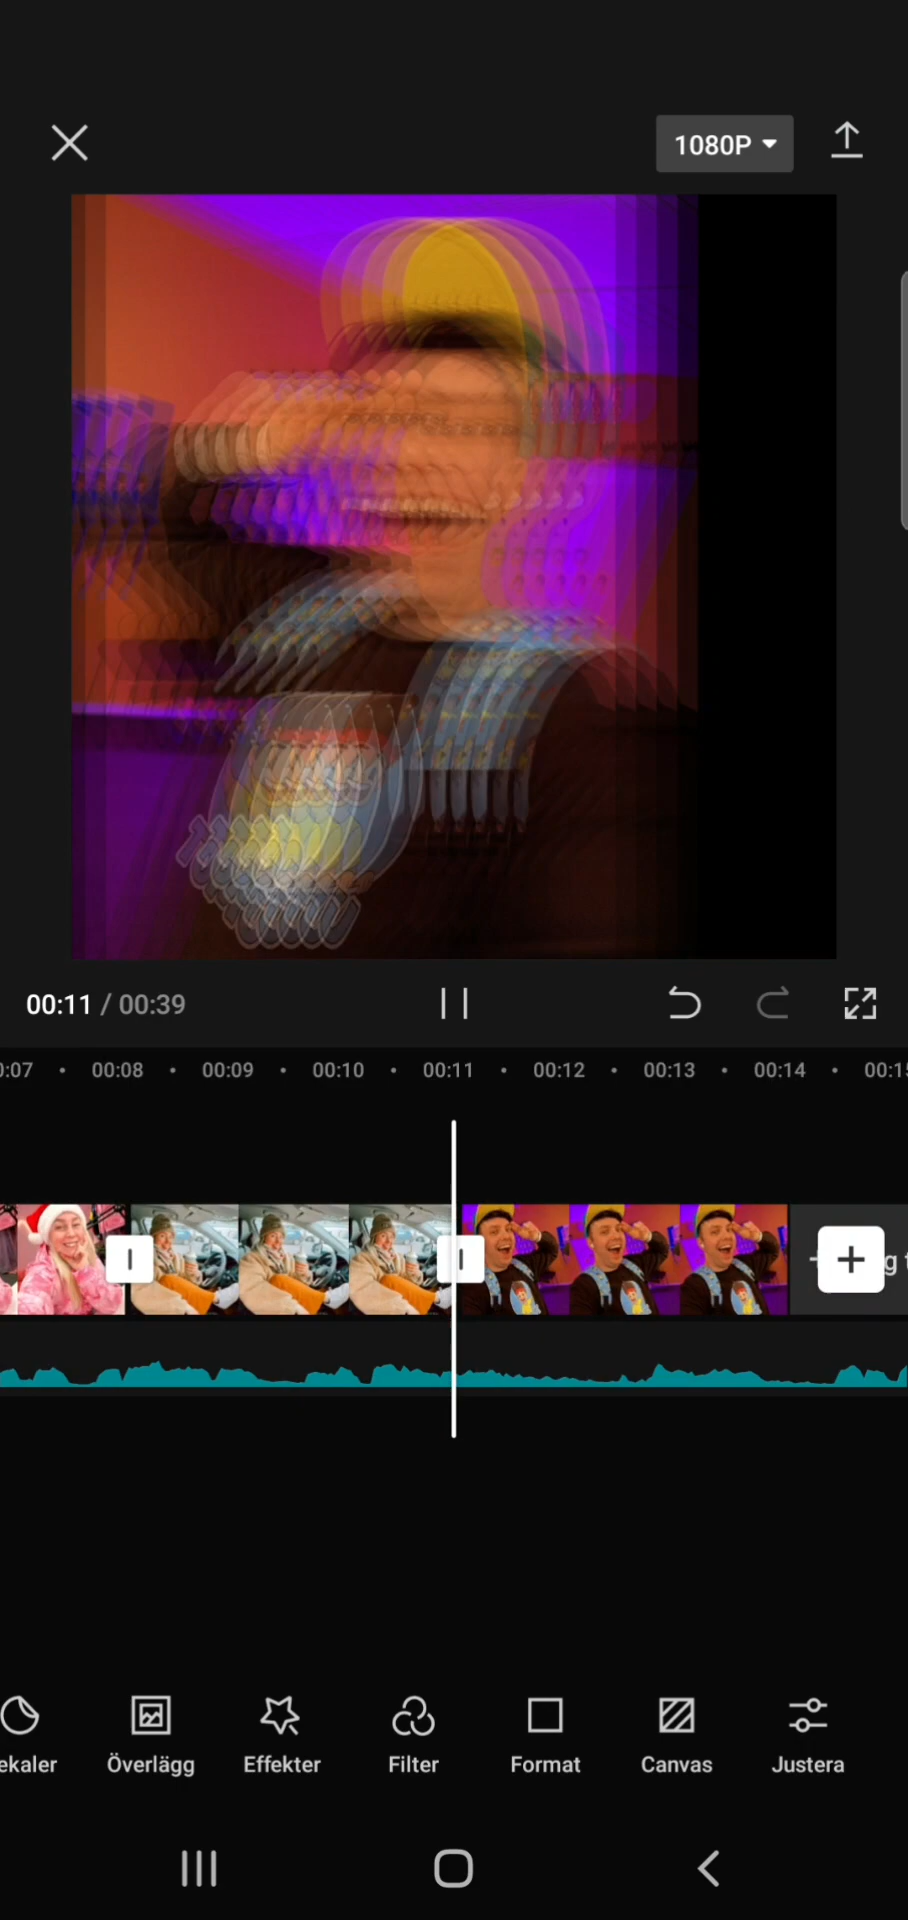 1080P
00:11 / 00:39
0:07 00:08 00:09 00:10 00:11 00:12 00:13 00:14 00:15
ekaler Överlägg Effekter Filter Format Canvas Justera